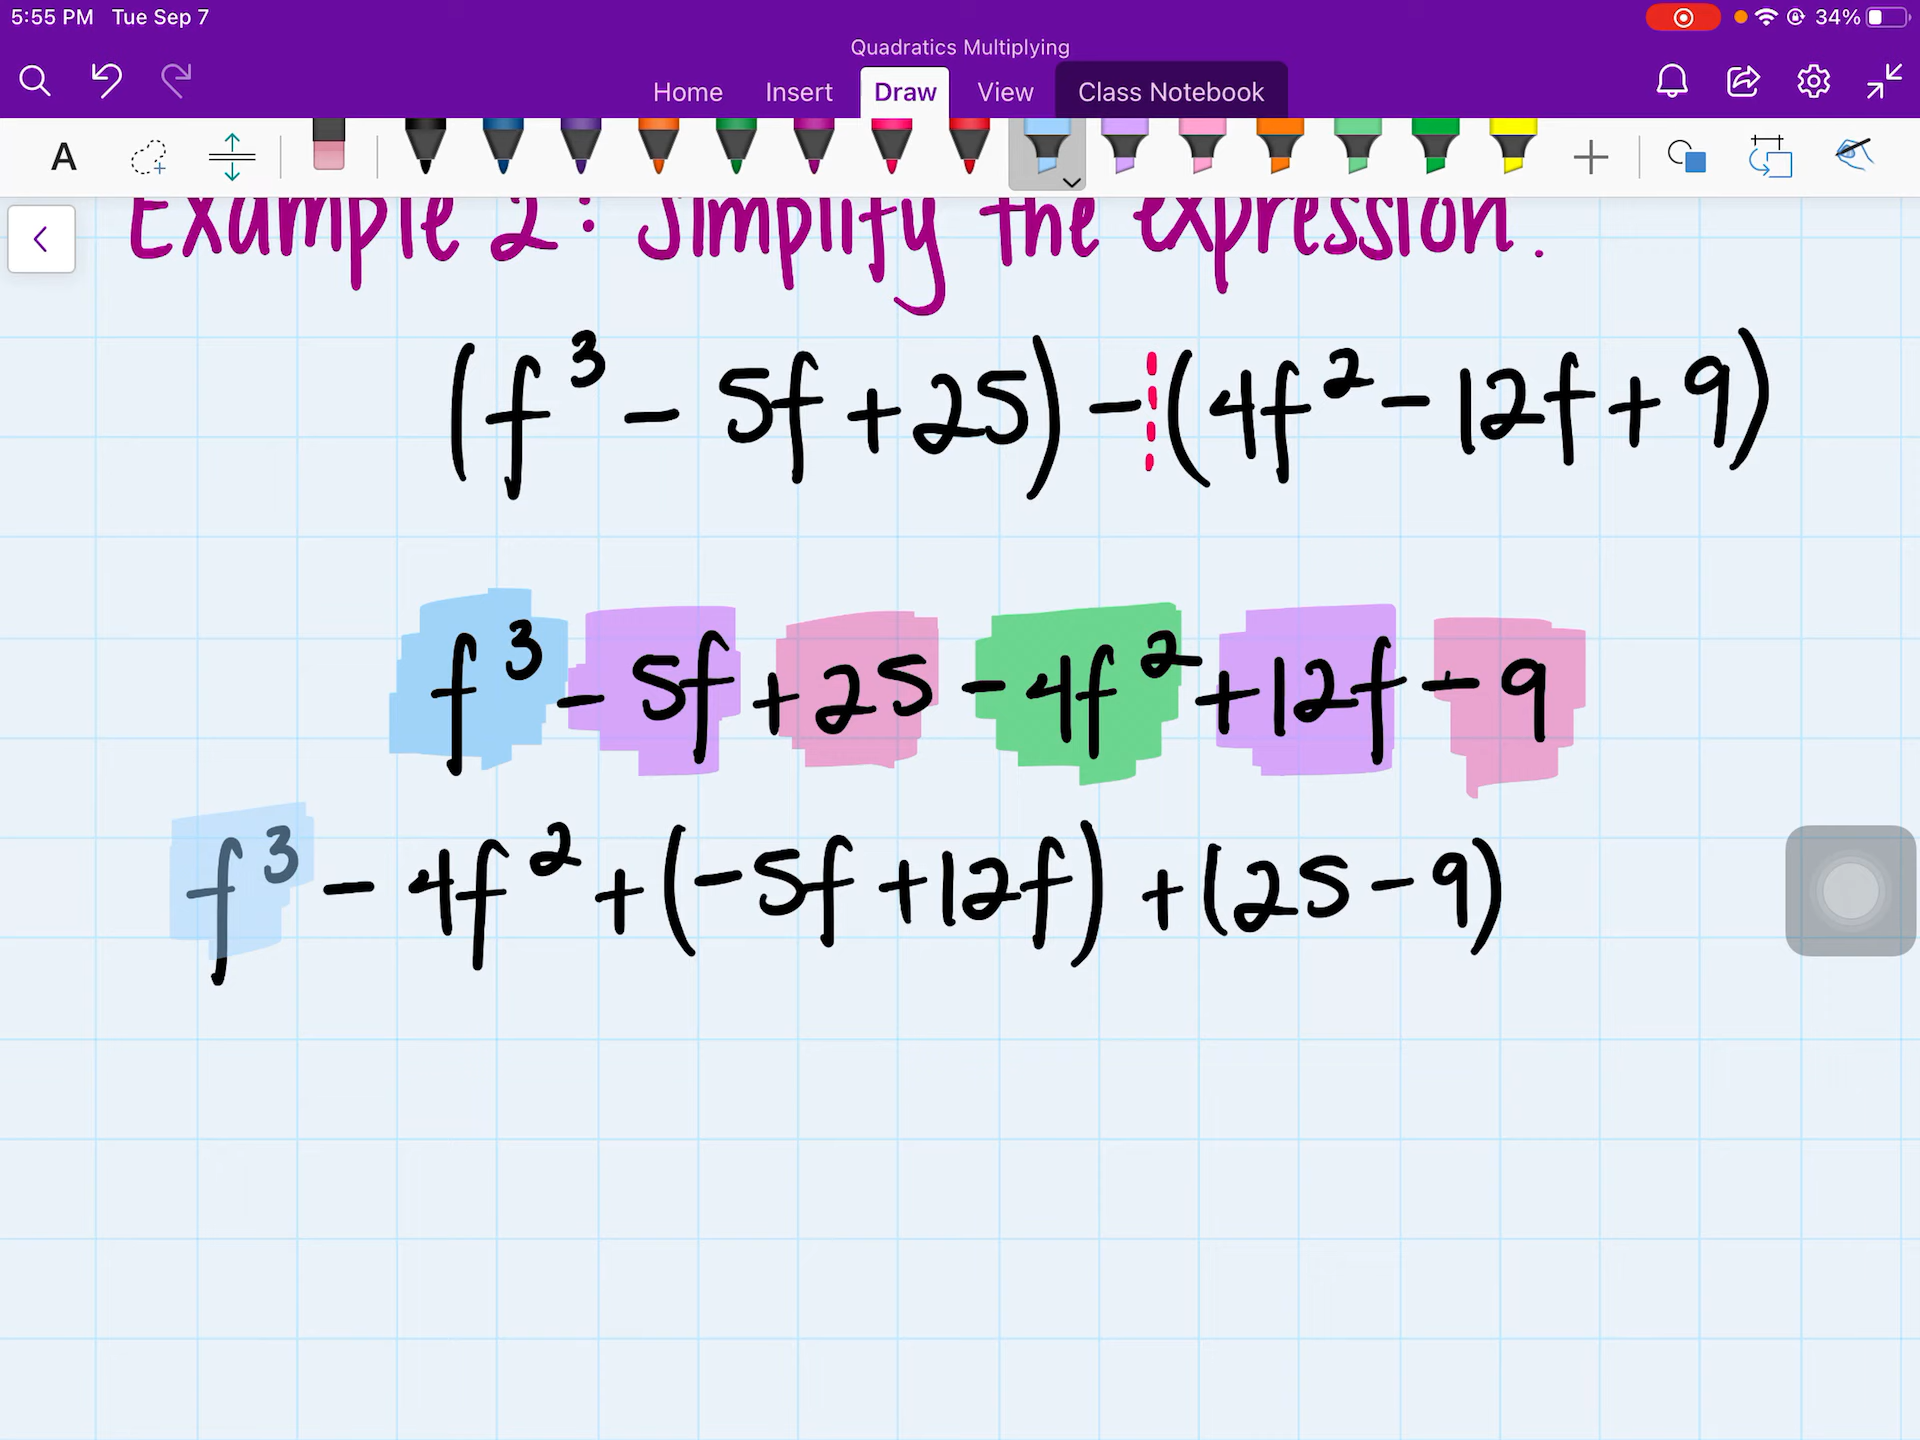 5:55 PM Tue Sep 7 34%
Quadratics Multiplying
Home Insert Draw View Class Notebook
A
Example 2: Simplify the expression.
(f³ - 5f + 25) - (4f² - 12f + 9)
f³ - 5f + 25 - 4f² + 12f - 9
f³ - 4f² + (-5f + 12f) + (25 - 9)